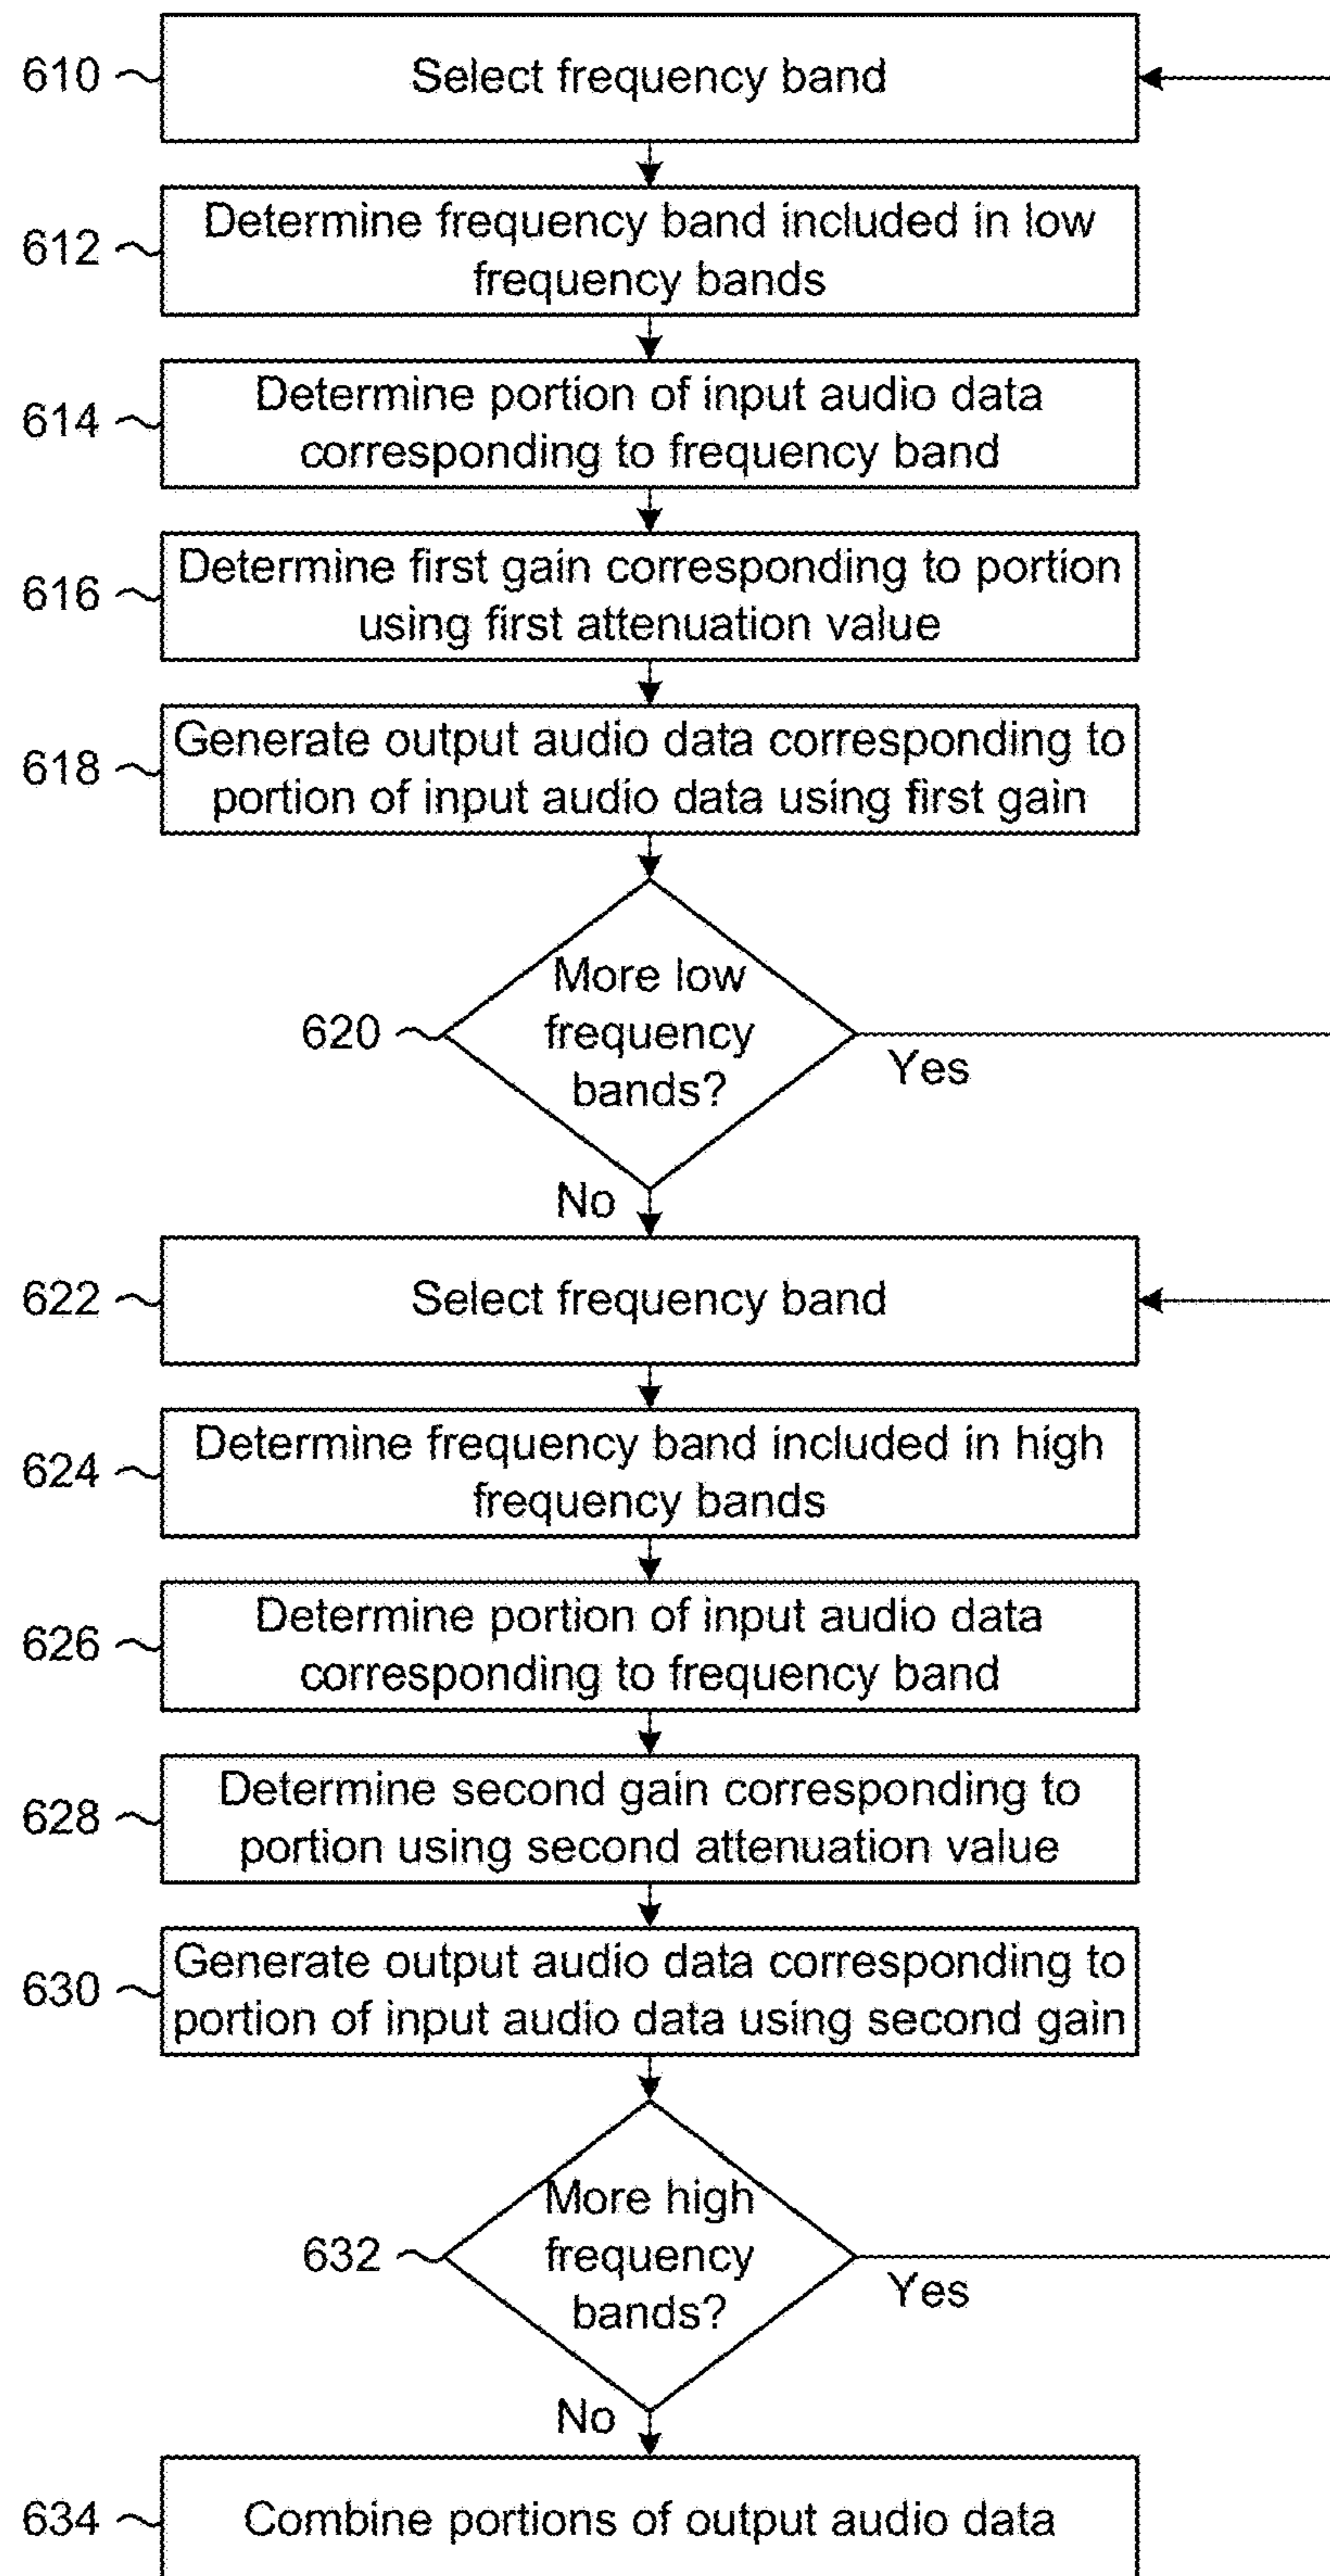 610
Select frequency band
612
Determine frequency band included in low
frequency bands
614
Determine portion of input audio data
corresponding to frequency band
616
Determine first gain corresponding to portion
using first attenuation value
618
Generate output audio data corresponding to
portion of input audio data using first gain
620
More low
frequency
bands?
Yes
No
622
Select frequency band
624
Determine frequency band included in high
frequency bands
626
Determine portion of input audio data
corresponding to frequency band
628
Determine second gain corresponding to
portion using second attenuation value
630
Generate output audio data corresponding to
portion of input audio data using second gain
632
More high
frequency
bands?
Yes
No
634
Combine portions of output audio data